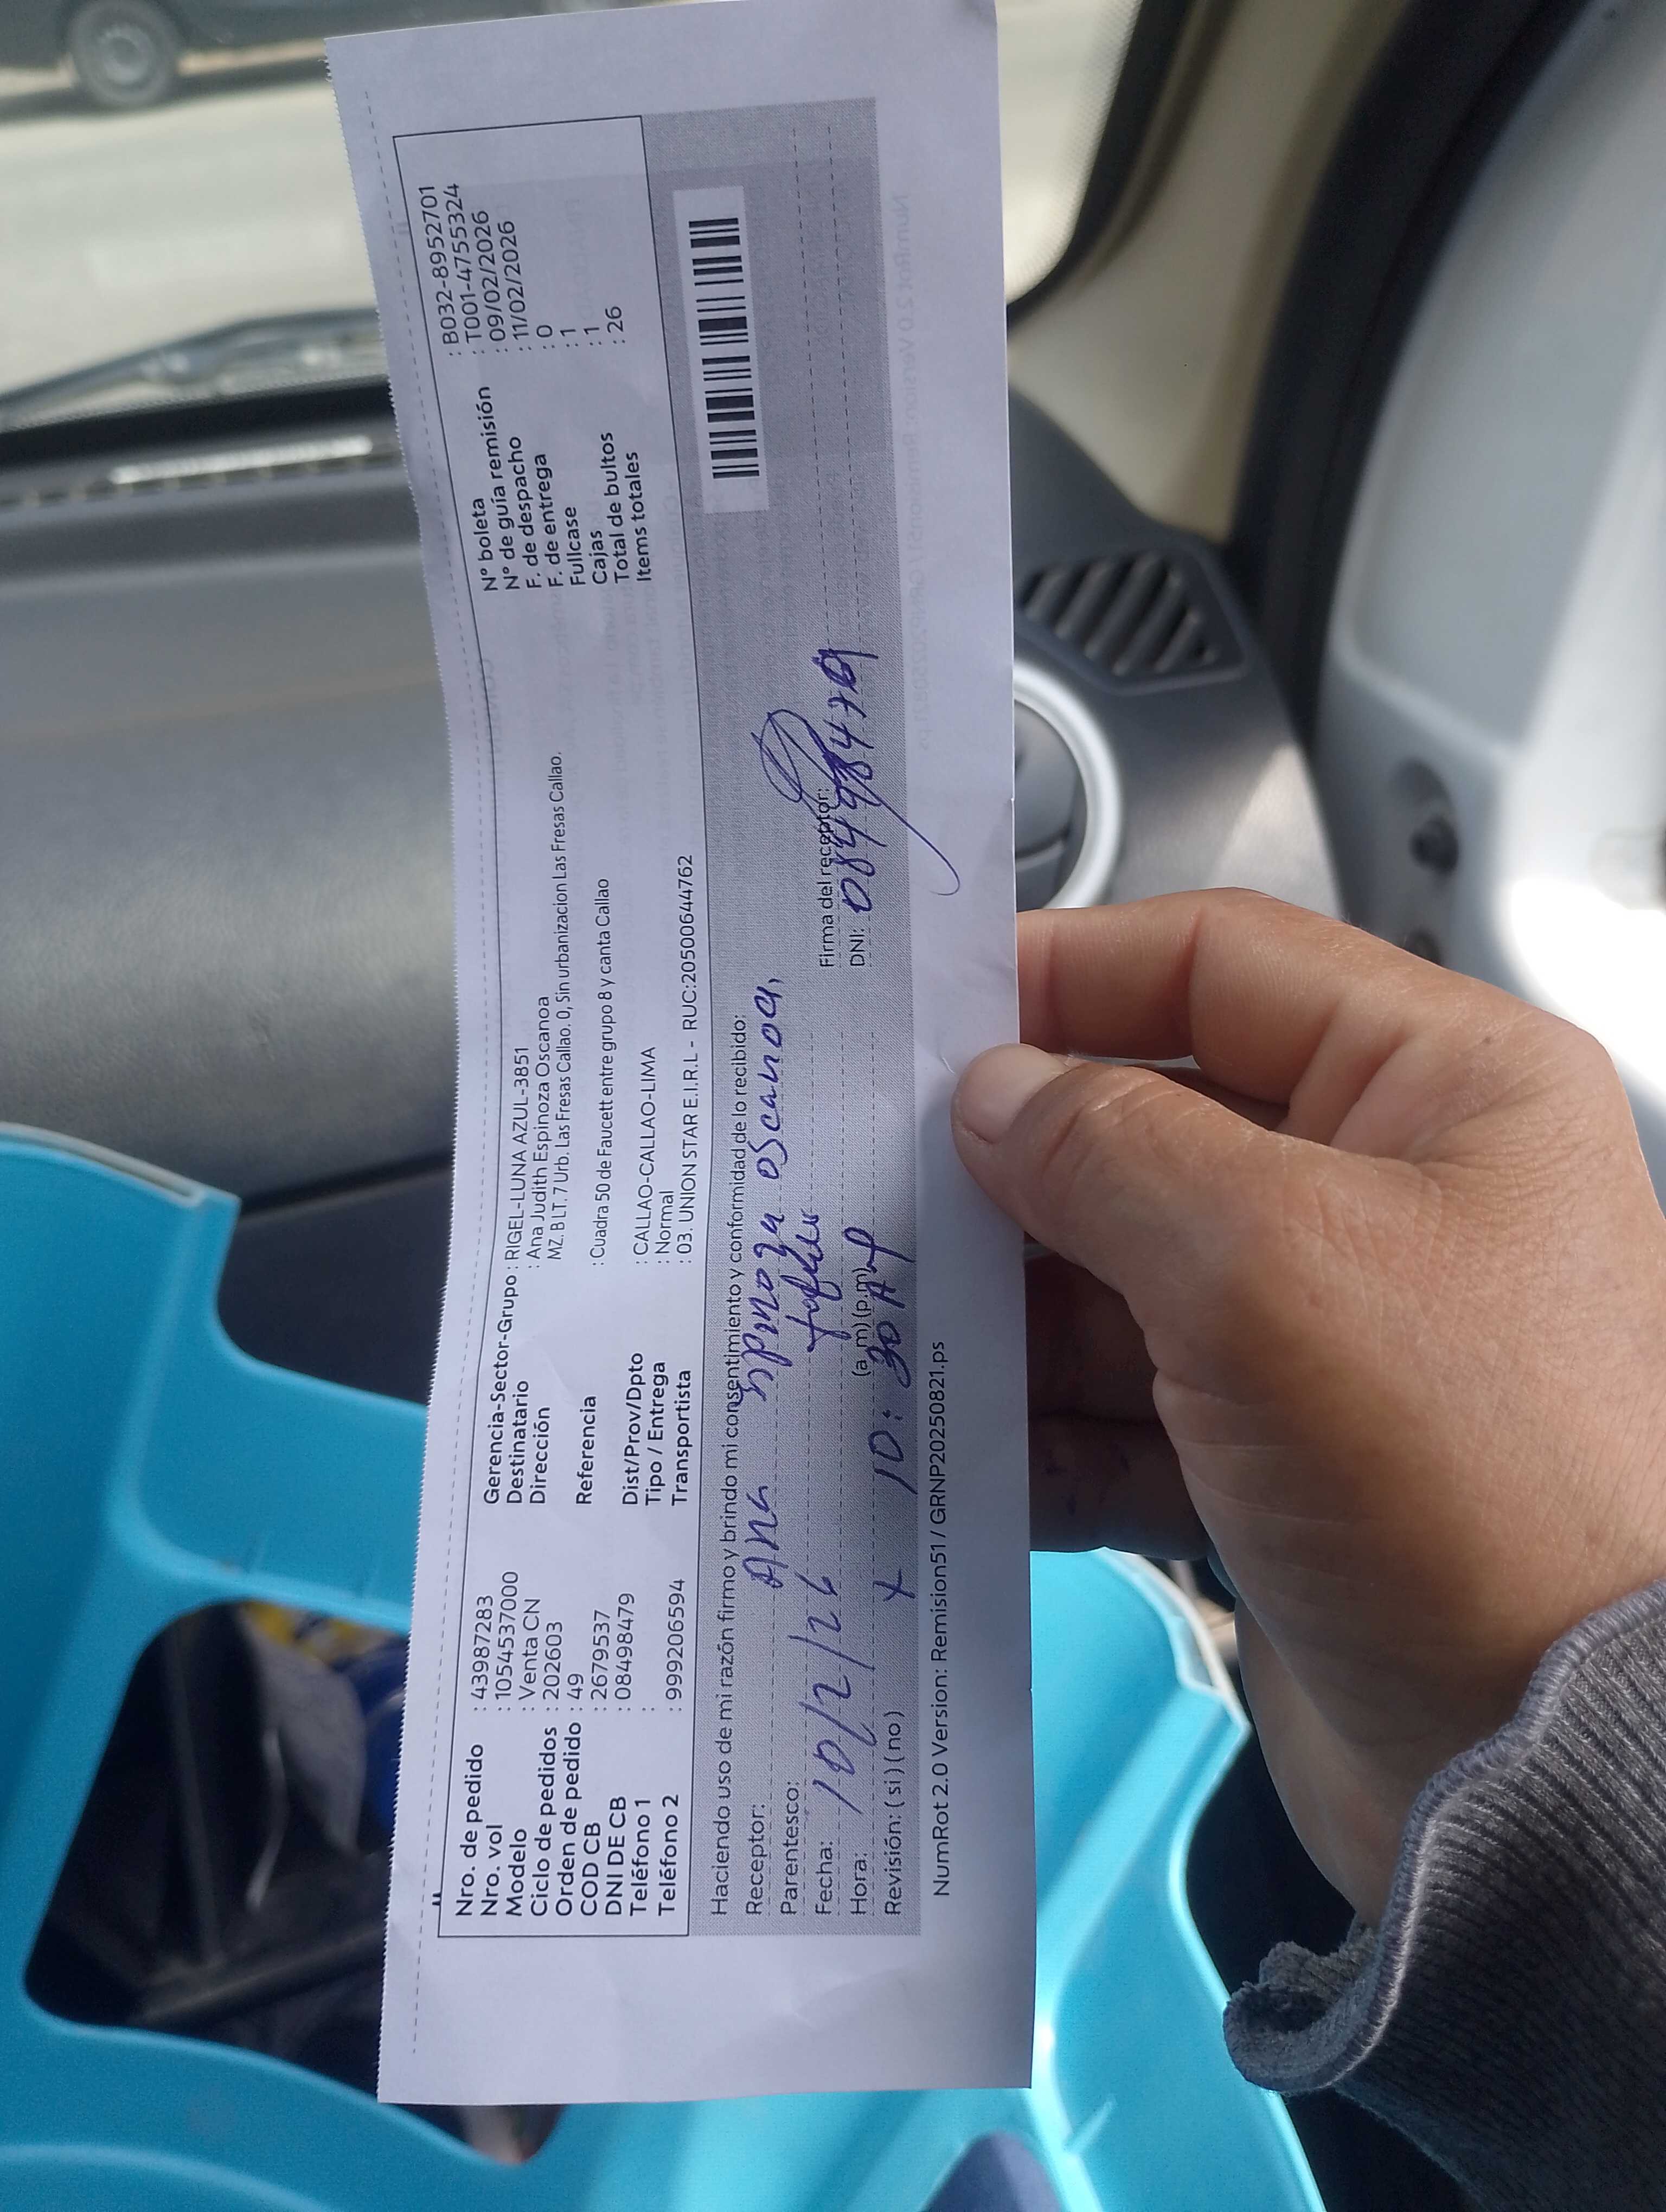 Nro. de pedido : 43987283
Nro. vol : 1054537000
Modelo : Venta CN
Ciclo de pedidos : 202603
Orden de pedido : 49
COD CB : 2679537
DNI DE CB : 08498479
Teléfono 1 :
Teléfono 2 : 999206594
Gerencia-Sector-Grupo : RIGEL-LUNA AZUL-3851
Destinatario : Ana Judith Espinoza Oscanoa
Dirección MZ. B LT. 7 Urb. Las Fresas Callao. 0, Sin urbanizacion Las Fresas Callao.
Referencia : Cuadra 50 de Faucett entre grupo 8 y canta Callao
Dist/Prov/Dpto : CALLAO-CALLAO-LIMA
Tipo / Entrega : Normal
Transportista : 03. UNION STAR E.I.R.L - RUC:20500644762
N° boleta : B032-8952701
N° de guía remisión : T001-4755324
F. de despacho : 09/02/2026
F. de entrega : 11/02/2026
Fullcase : 0
Cajas : 1
Total de bultos : 1
Items totales : 26
Haciendo uso de mi razón firmo y brindo mi consentimiento y conformidad de lo recibido:
Receptor: Ana Espinoza Oscanoa
Parentesco:
Fecha: 10/2/26
Hora: 10:30 (a.m) (p.m)
Revisión: ( si ) ( no )
Firma del receptor:
DNI: 08498479
NumRot 2.0 Version: Remision51 / GRNP20250821.ps